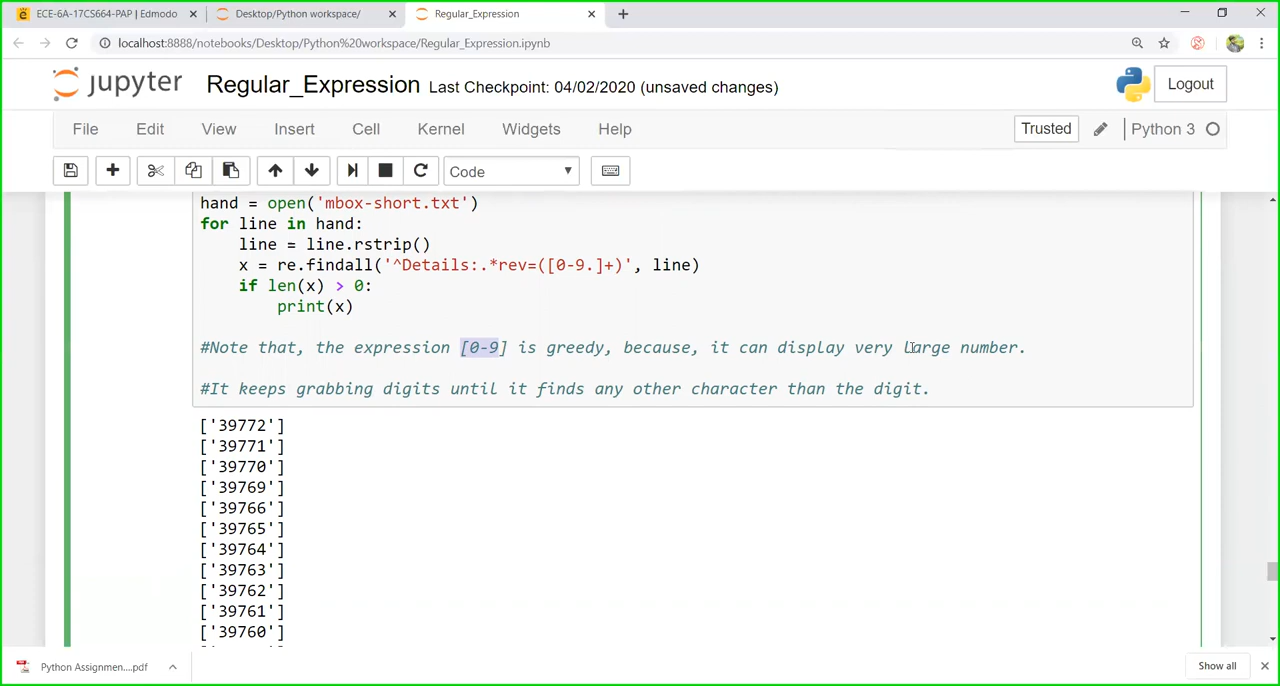 ECE-6A-17CS664-PAP | Edmodo
Desktop/Python workspace/
Regular_Expression
localhost:8888/notebooks/Desktop/Python%20workspace/Regular_Expression.ipynb
jupyter Regular_Expression Last Checkpoint: 04/02/2020 (unsaved changes)
Logout
File Edit View Insert Cell Kernel Widgets Help
Trusted
Python 3
Code
hand = open('mbox-short.txt')
for line in hand:
    line = line.rstrip()
    x = re.findall('^Details:.*rev=([0-9.]+)', line)
    if len(x) > 0:
        print(x)
#Note that, the expression [0-9] is greedy, because, it can display very large number.
#It keeps grabbing digits until it finds any other character than the digit.
['39772']
['39771']
['39770']
['39769']
['39766']
['39765']
['39764']
['39763']
['39762']
['39761']
['39760']
Python Assignmen....pdf
Show all